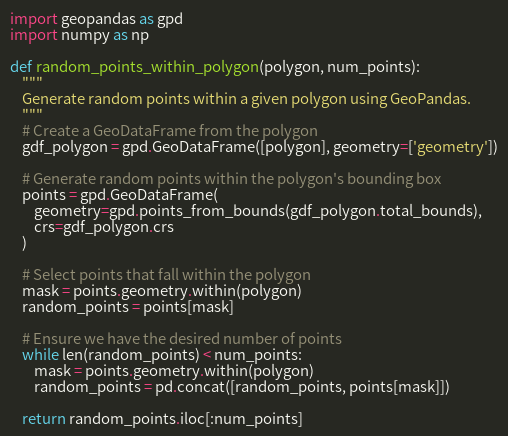 import geopandas as gpd
import numpy as np

def random_points_within_polygon(polygon, num_points):
    """
    Generate random points within a given polygon using GeoPandas.
    """
    # Create a GeoDataFrame from the polygon
    gdf_polygon = gpd.GeoDataFrame([polygon], geometry=['geometry'])

    # Generate random points within the polygon's bounding box
    points = gpd.GeoDataFrame(
        geometry=gpd.points_from_bounds(gdf_polygon.total_bounds),
        crs=gdf_polygon.crs
    )

    # Select points that fall within the polygon
    mask = points.geometry.within(polygon)
    random_points = points[mask]

    # Ensure we have the desired number of points
    while len(random_points) < num_points:
        mask = points.geometry.within(polygon)
        random_points = pd.concat([random_points, points[mask]])

    return random_points.iloc[:num_points]